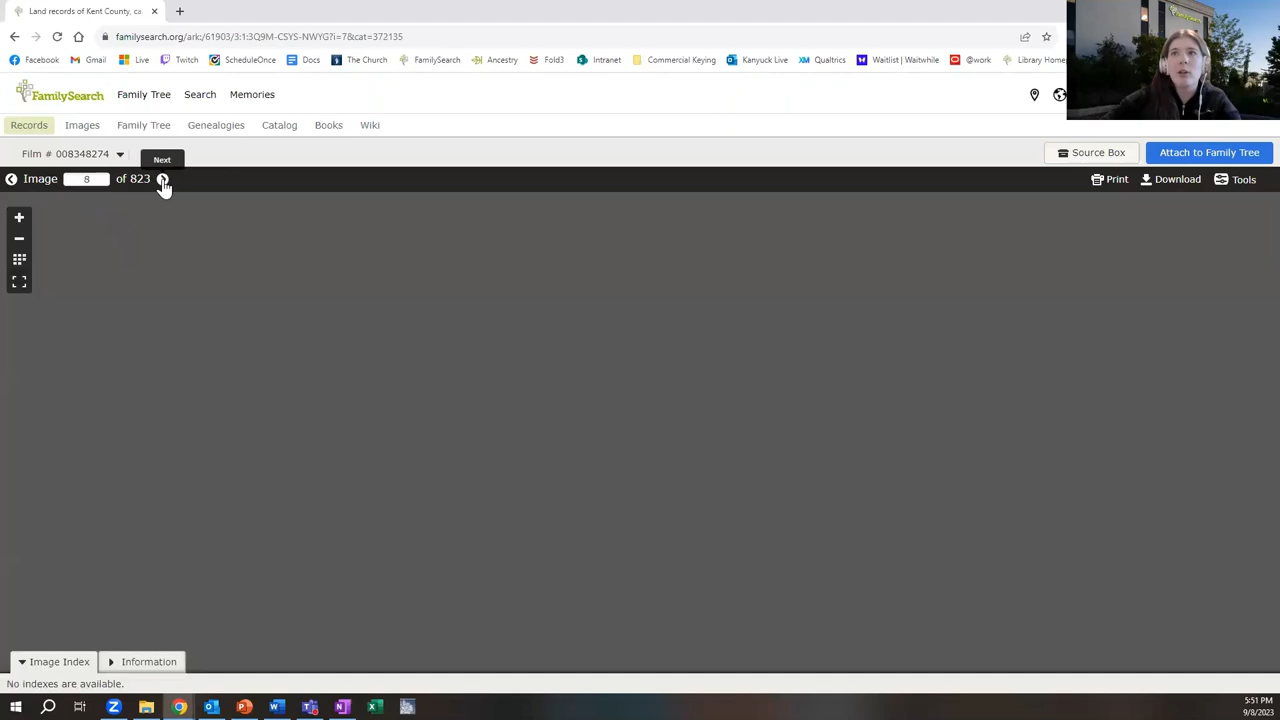 Land records of Kent County, ca
familysearch.org/ark:/61903/3:1:3Q9M-CSYS-NWYG?i=7&cat=372135
Facebook Gmail Live Twitch ScheduleOnce Docs The Church FamilySearch Ancestry Fold3 Intranet Commercial Keying Kanyuck Live Qualtrics Waitlist | Waitwhile @work Library Home
FamilySearch Family Tree Search Memories
FamilySearch
Records Images Family Tree Genealogies Catalog Books Wiki
Film # 008348274 Next Source Box Attach to Family Tree
Image 8 of 823 Print Download Tools
Image Index Information
No indexes are available.
5:51 PM
9/8/2023